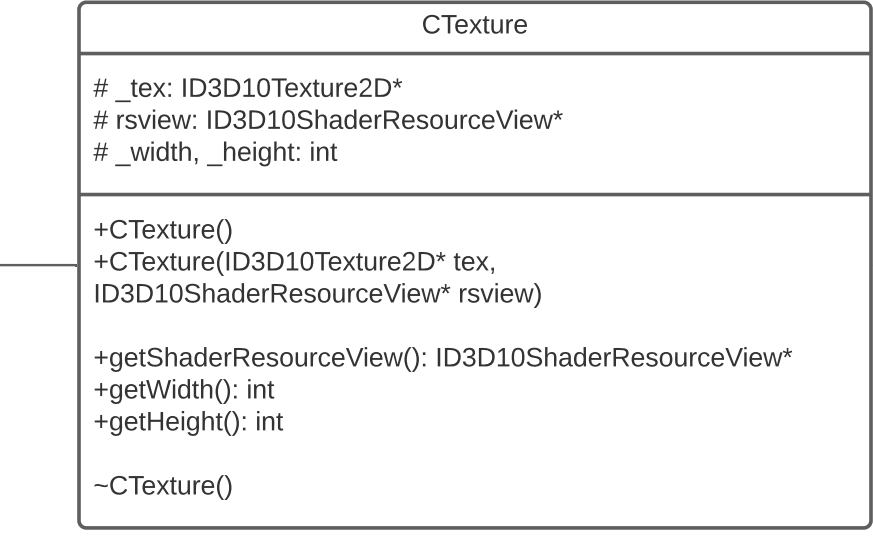 CTexture
# _tex: ID3D10Texture2D*
# rsview: ID3D10ShaderResourceView*
# _width, _height: int
+CTexture()
+CTexture(ID3D10Texture2D* tex,
ID3D10ShaderResourceView* rsview)
+getShaderResourceView(): ID3D10ShaderResourceView*
+getWidth(): int
+getHeight(): int
~CTexture()